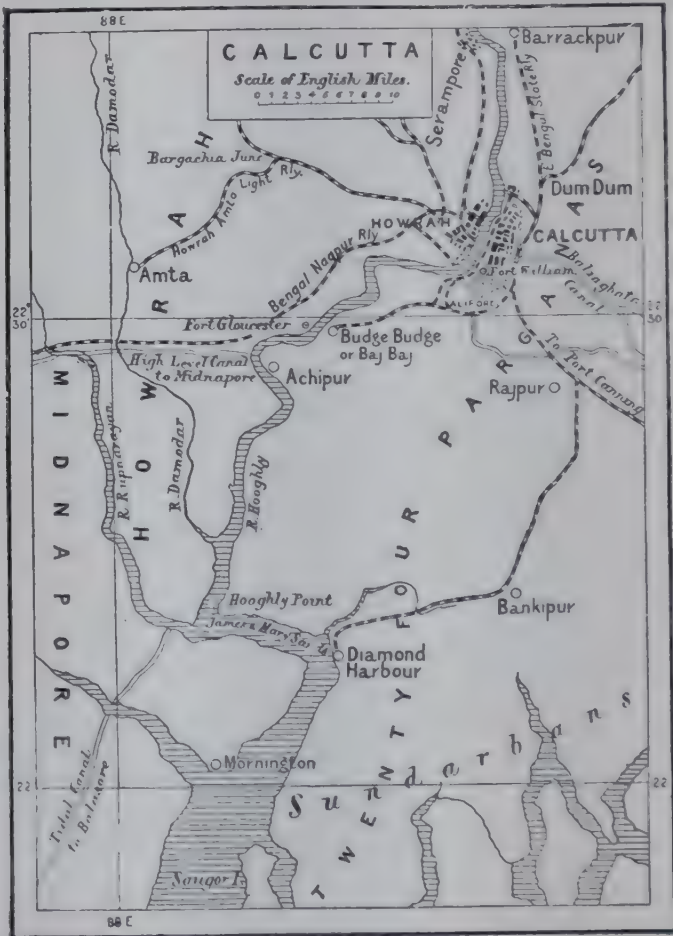 88 E
CALCUTTA
Scale of English Miles.
0 1 2 3 4 5 6 7 8 9 10
Barrackpur
R. Damodar
Serampore
E Bengal State Rly
Bargachia Junc
Howrah Amta Light Rly.
Dum Dum
HOWRAH
CALCUTTA
Amta
Bengal Nagpur Rly
Fort William
Baliaghata
Canal
ALIPORE
22°
30'
30
Fort Gloucester
Budge Budge
or Baj Baj
To Port Canning
High Level Canal
to Midnapore
Achipur
Rajpur
MIDNAPORE
HOWRAH
TWENTY FOUR PARGANAS
R. Rupnarayan
R. Damodar
R. Hooghly
Hooghly Point
James & Mary Sands
Bankipur
Diamond
Harbour
Mornington
22
22
Sundarbans
Tidal Canal
to Balasore
Saugor I.
88 E